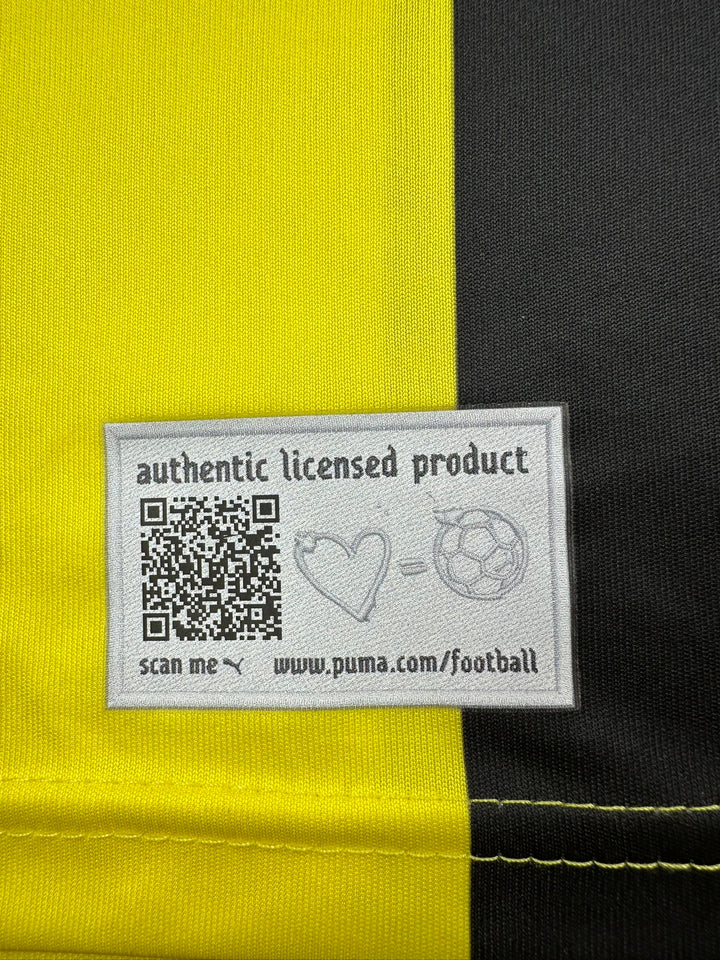 authentic licensed product
=
scan me
www.puma.com/football